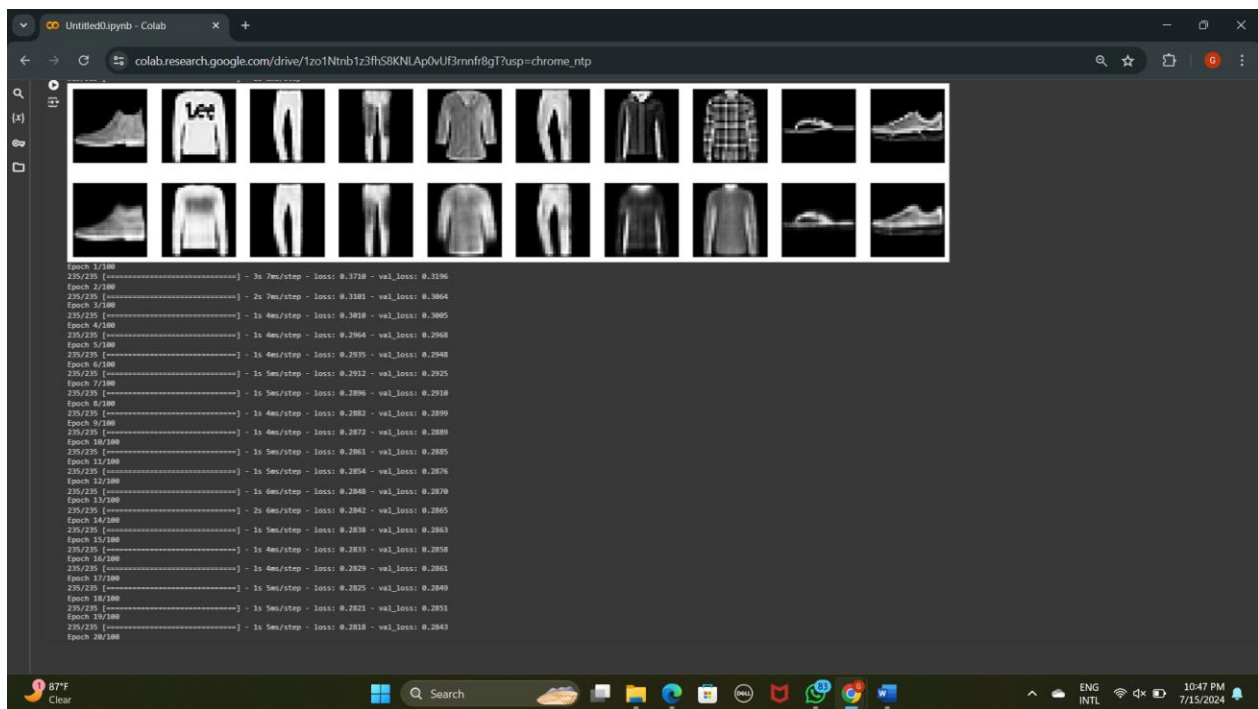 Untitled0.ipynb - Colab
colab.research.google.com/drive/1zo1Ntnb1z3fhS8KNLAp0vUf3rnnfr8gT?usp=chrome_ntp
G
{x}
Lee
Epoch 1/100
235/235 [==============================] - 3s 7ms/step - loss: 0.3710 - val_loss: 0.3196
Epoch 2/100
235/235 [==============================] - 2s 7ms/step - loss: 0.3101 - val_loss: 0.3064
Epoch 3/100
235/235 [==============================] - 1s 4ms/step - loss: 0.3010 - val_loss: 0.3005
Epoch 4/100
235/235 [==============================] - 1s 4ms/step - loss: 0.2964 - val_loss: 0.2968
Epoch 5/100
235/235 [==============================] - 1s 4ms/step - loss: 0.2935 - val_loss: 0.2948
Epoch 6/100
235/235 [==============================] - 1s 5ms/step - loss: 0.2912 - val_loss: 0.2925
Epoch 7/100
235/235 [==============================] - 1s 5ms/step - loss: 0.2896 - val_loss: 0.2910
Epoch 8/100
235/235 [==============================] - 1s 4ms/step - loss: 0.2882 - val_loss: 0.2899
Epoch 9/100
235/235 [==============================] - 1s 4ms/step - loss: 0.2872 - val_loss: 0.2889
Epoch 10/100
235/235 [==============================] - 1s 5ms/step - loss: 0.2861 - val_loss: 0.2885
Epoch 11/100
235/235 [==============================] - 1s 5ms/step - loss: 0.2854 - val_loss: 0.2876
Epoch 12/100
235/235 [==============================] - 1s 6ms/step - loss: 0.2848 - val_loss: 0.2870
Epoch 13/100
235/235 [==============================] - 2s 6ms/step - loss: 0.2842 - val_loss: 0.2865
Epoch 14/100
235/235 [==============================] - 1s 5ms/step - loss: 0.2838 - val_loss: 0.2863
Epoch 15/100
235/235 [==============================] - 1s 4ms/step - loss: 0.2833 - val_loss: 0.2858
Epoch 16/100
235/235 [==============================] - 1s 4ms/step - loss: 0.2829 - val_loss: 0.2861
Epoch 17/100
235/235 [==============================] - 1s 5ms/step - loss: 0.2825 - val_loss: 0.2849
Epoch 18/100
235/235 [==============================] - 1s 5ms/step - loss: 0.2821 - val_loss: 0.2851
Epoch 19/100
235/235 [==============================] - 1s 5ms/step - loss: 0.2818 - val_loss: 0.2843
Epoch 20/100
1
87°F
Clear
Search
DELL
83
ENG
INTL
10:47 PM
7/15/2024